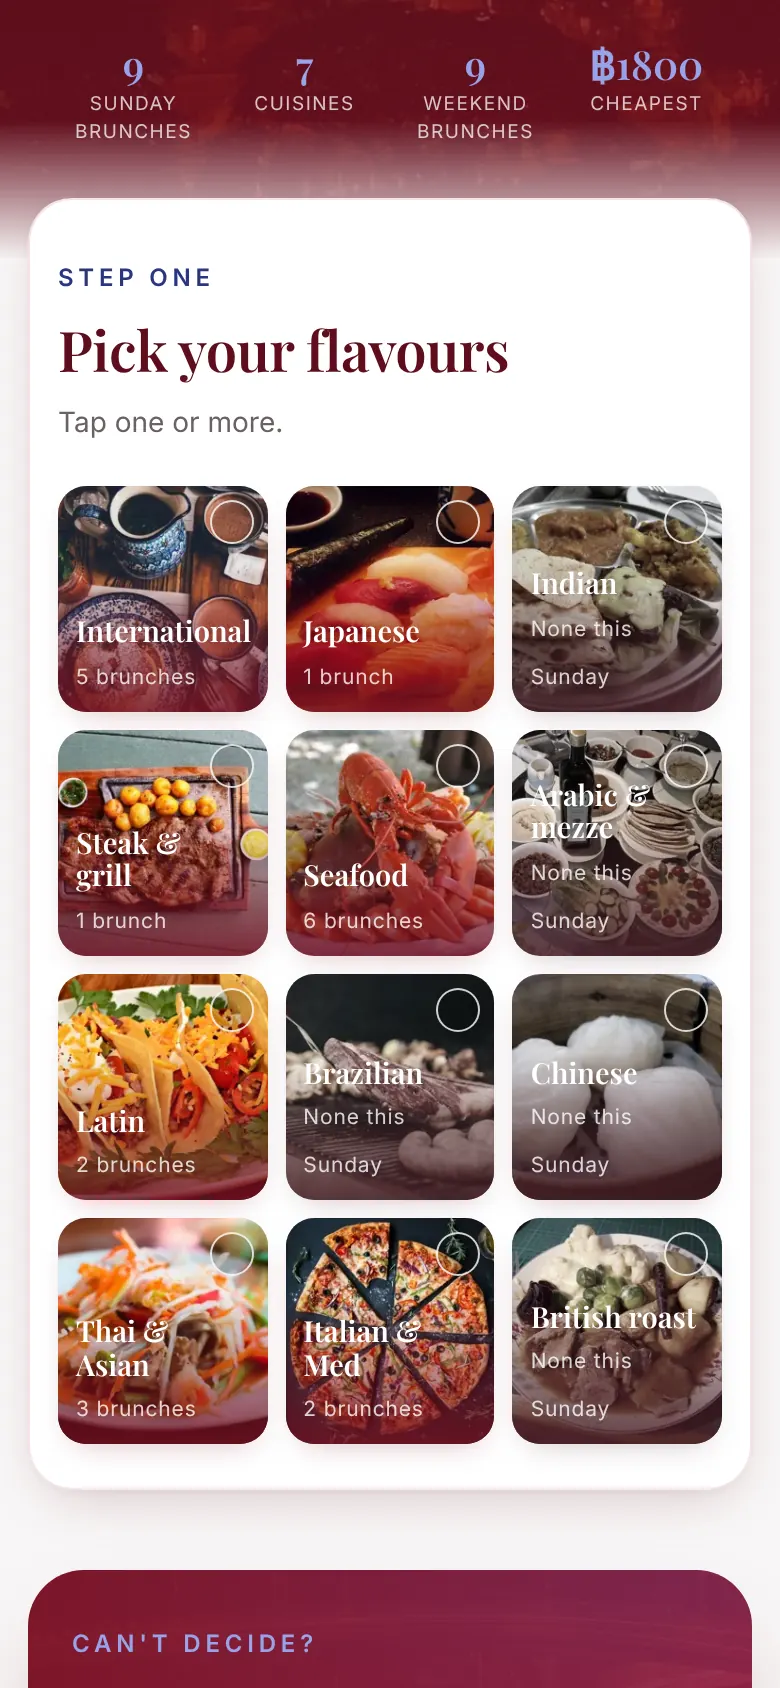 9
SUNDAY
BRUNCHES
7
CUISINES
9
WEEKEND
BRUNCHES
฿1800
CHEAPEST
STEP ONE
Pick your flavours
Tap one or more.
International
5 brunches
Japanese
1 brunch
Indian
None this
Sunday
Steak &
grill
1 brunch
Seafood
6 brunches
Arabic &
mezze
None this
Sunday
Latin
2 brunches
Brazilian
None this
Sunday
Chinese
None this
Sunday
Thai &
Asian
3 brunches
Italian &
Med
2 brunches
British roast
None this
Sunday
CAN'T DECIDE?